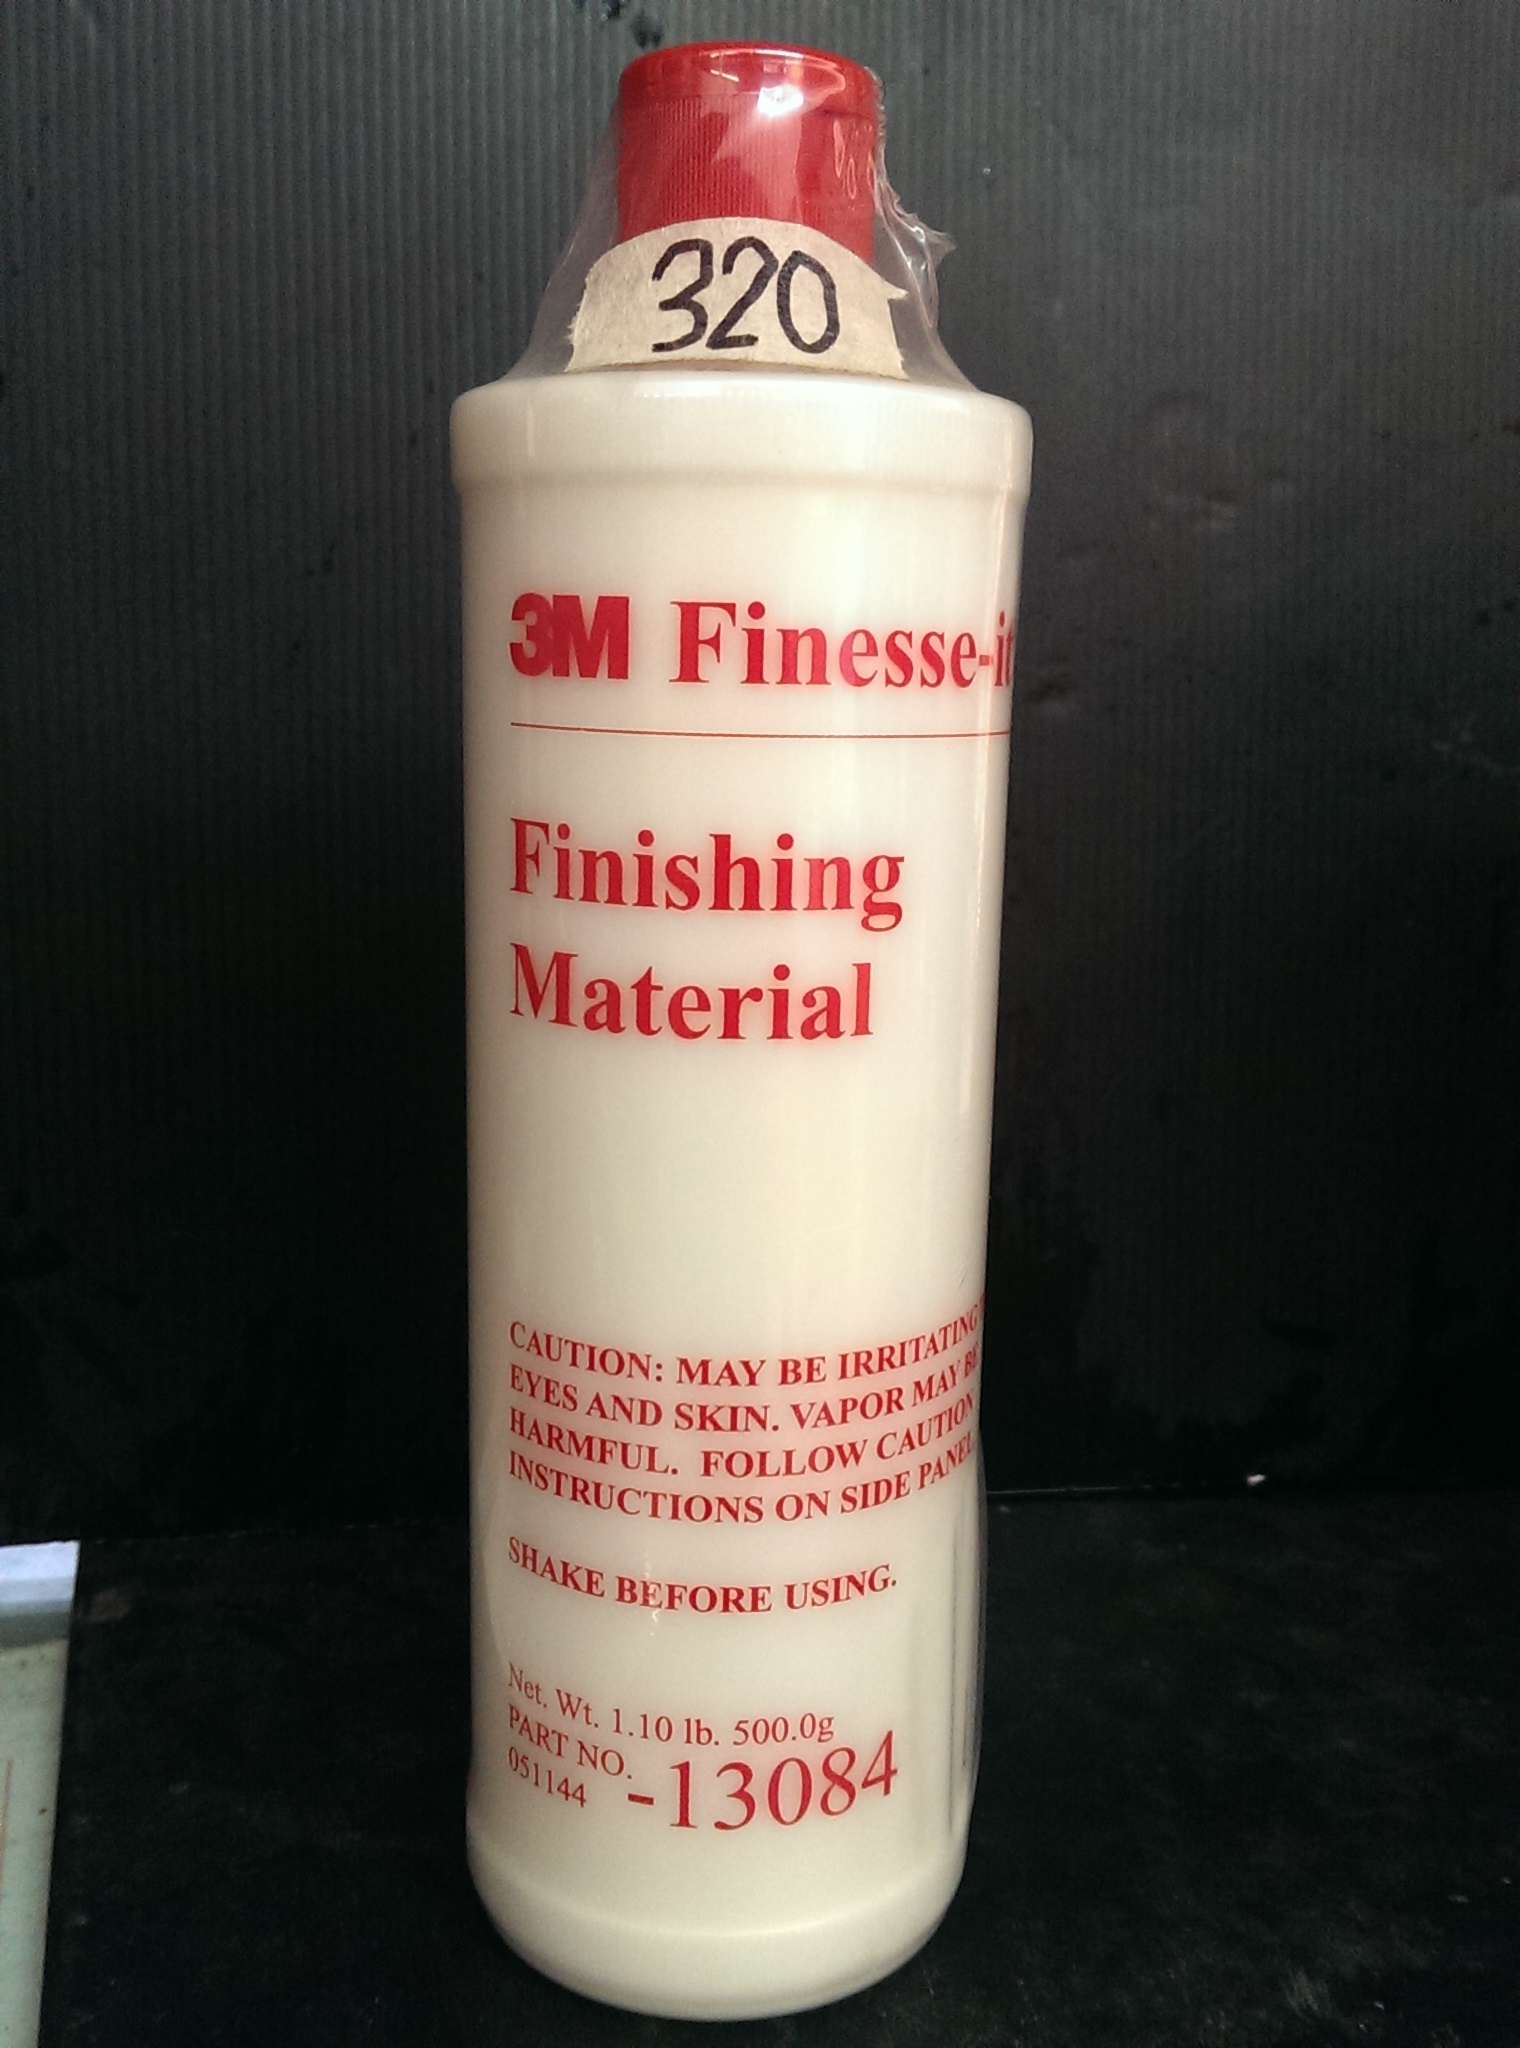 320
3M Finesse-it
Finishing
Material
CAUTION: MAY BE IRRITATING
EYES AND SKIN. VAPOR MAY BE
HARMFUL. FOLLOW CAUTION
INSTRUCTIONS ON SIDE PANEL.
SHAKE BEFORE USING.
Net. Wt. 1.10 lb. 500.0g
PART NO.
051144 -13084